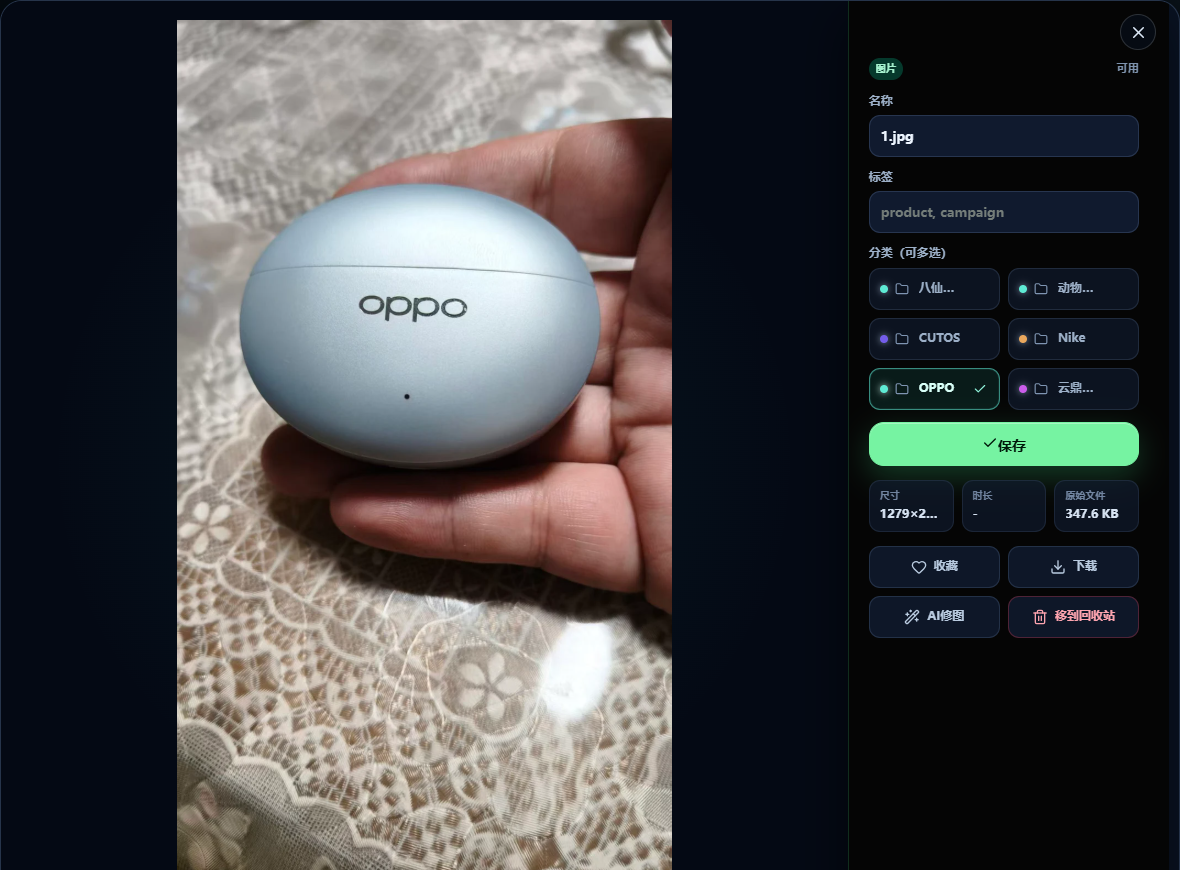 oppo
图片
可用
名称
1.jpg
标签
product, campaign
分类（可多选）
八仙...
动物...
CUTOS
Nike
OPPO
云鼎...
保存
尺寸
1279×2...
时长
-
原始文件
347.6 KB
收藏
下载
AI修图
移到回收站